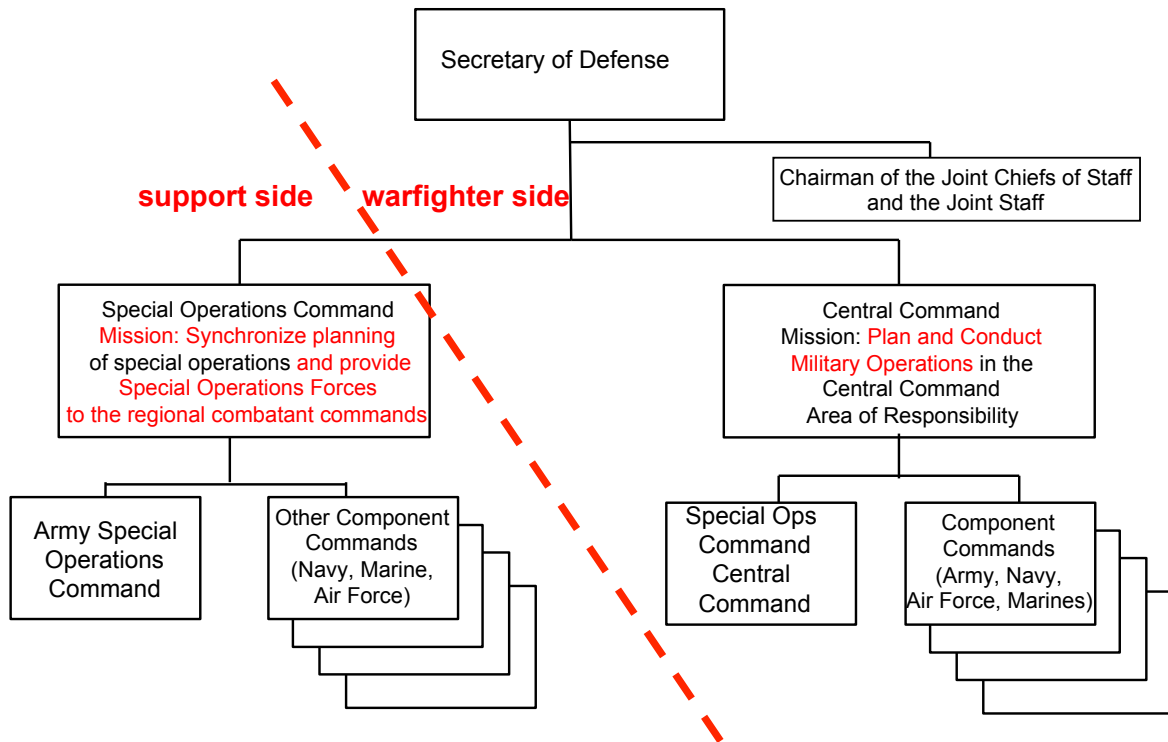 Secretary of Defense
Chairman of the Joint Chiefs of Staff
and the Joint Staff
support side
warfighter side
Special Operations Command
Mission: Synchronize planning
of special operations and provide
Special Operations Forces
to the regional combatant commands
Central Command
Mission: Plan and Conduct
Military Operations in the
Central Command
Area of Responsibility
Army Special
Operations
Command
Other Component
Commands
(Navy, Marine,
Air Force)
Special Ops
Command
Central
Command
Component
Commands
(Army, Navy,
Air Force, Marines)